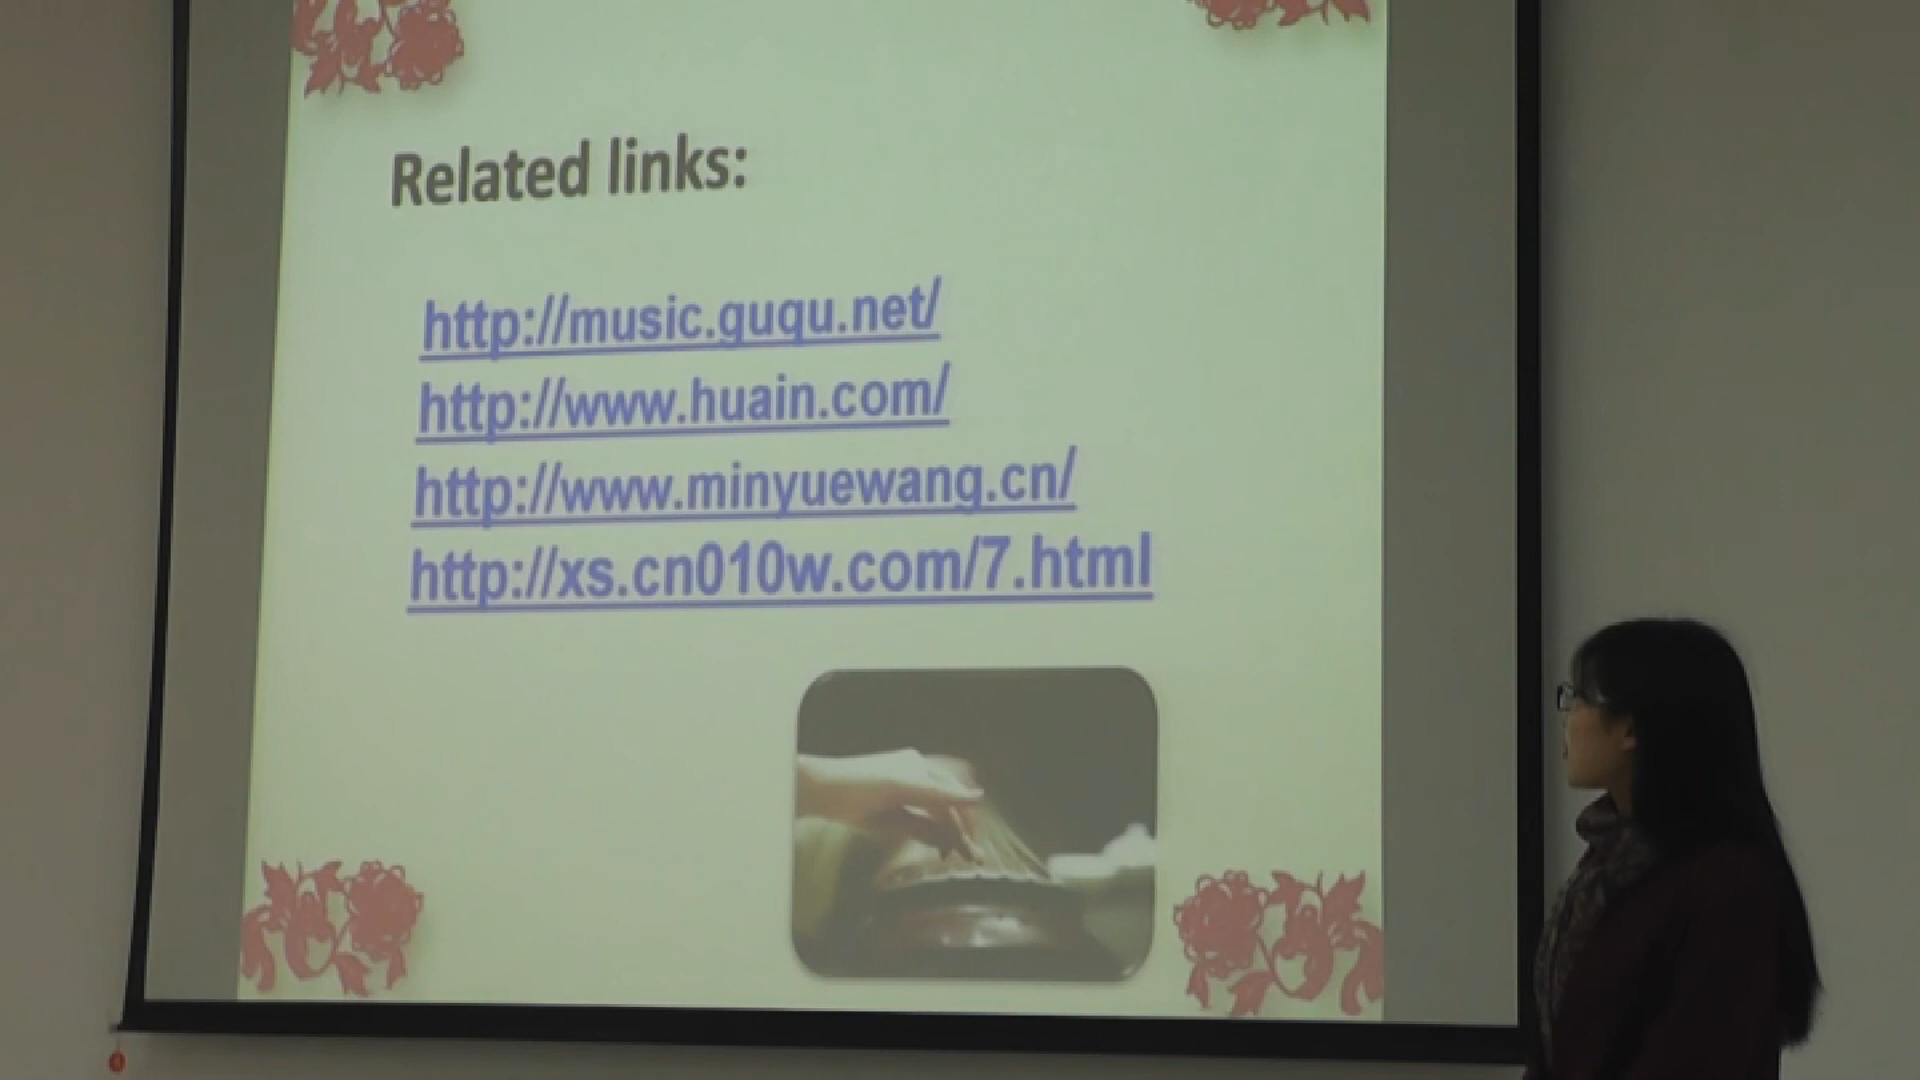 Related links:
http://music.guqu.net/
http://www.huain.com/
http://www.minyuewang.cn/
http://xs.cn010w.com/7.html